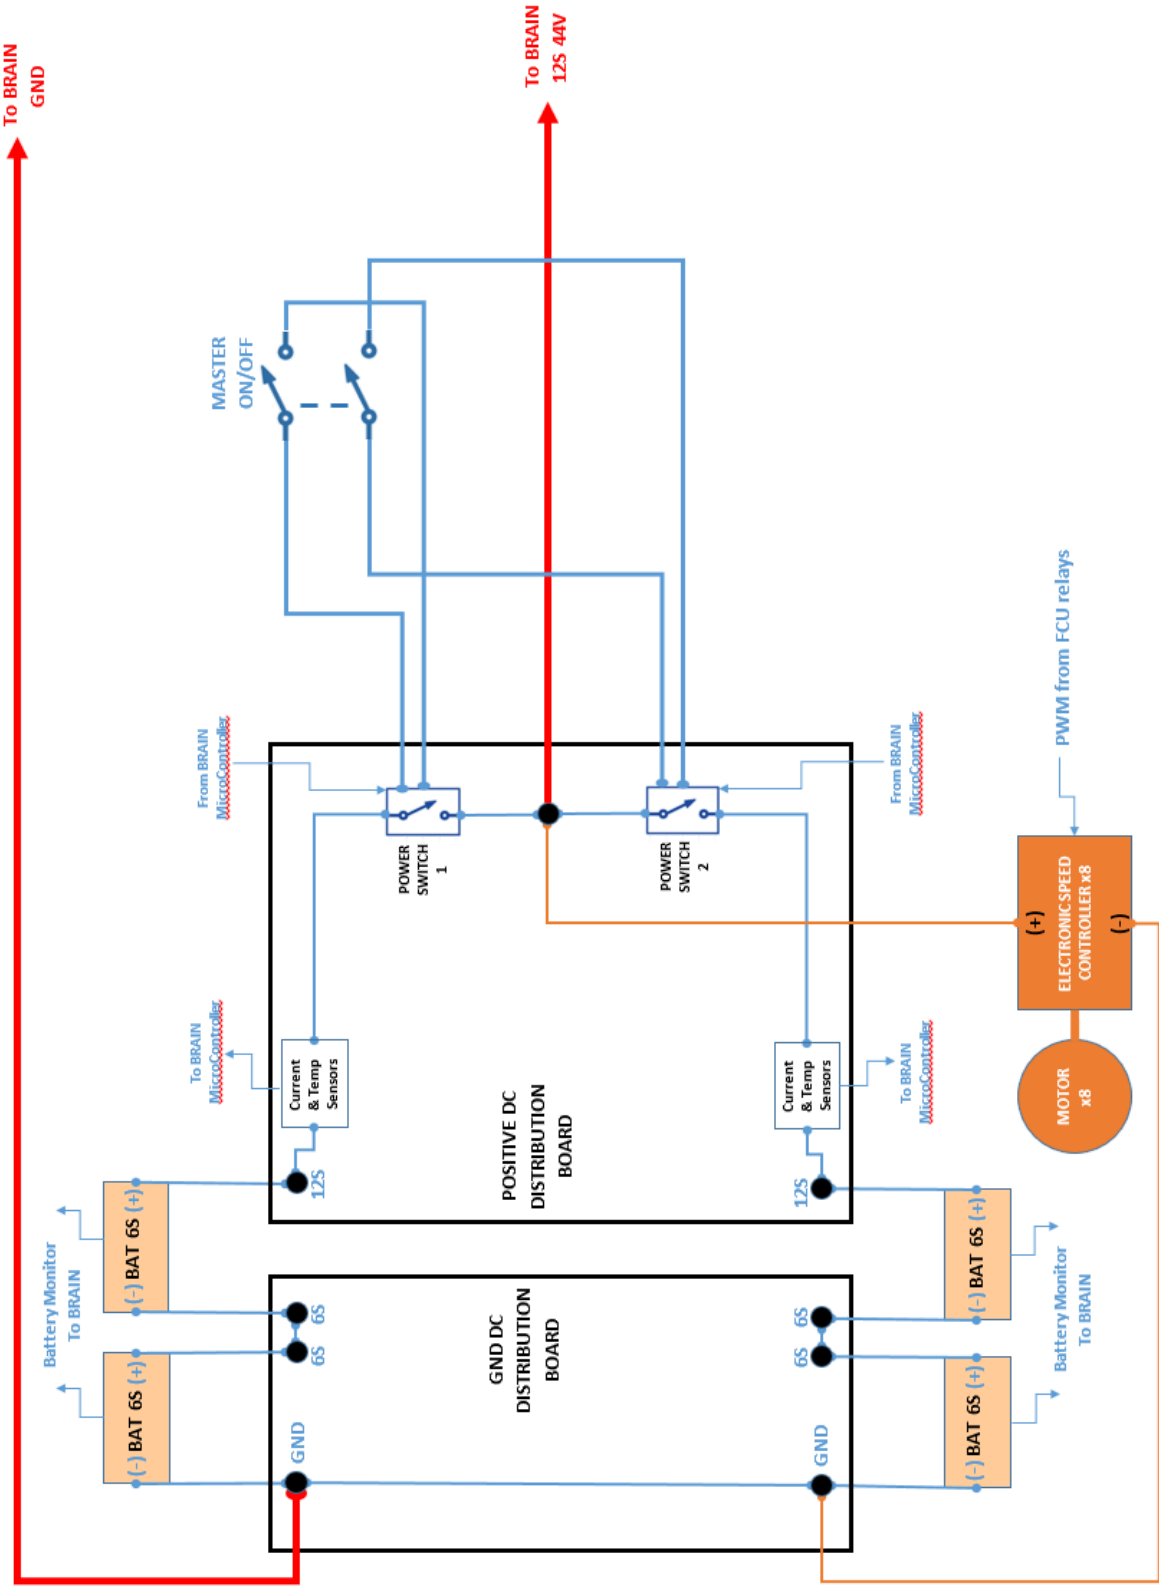 To BRAIN
GND
To BRAIN
12S 44V
MASTER
ON/OFF
PWM from FCU relays
From BRAIN
MicroController
From BRAIN
MicroController
POWER
SWITCH
1
POWER
SWITCH
2
ELECTRONIC SPEED
CONTROLLER x8
(+)
(-)
To BRAIN
MicroController
Current
& Temp
Sensors
Current
& Temp
Sensors
To BRAIN
MicroController
MOTOR
x8
POSITIVE DC
DISTRIBUTION
BOARD
12S
12S
(-) BAT 6S (+)
(-) BAT 6S (+)
Battery Monitor
To BRAIN
Battery Monitor
To BRAIN
6S
6S
6S
6S
GND DC
DISTRIBUTION
BOARD
(-) BAT 6S (+)
(-) BAT 6S (+)
GND
GND